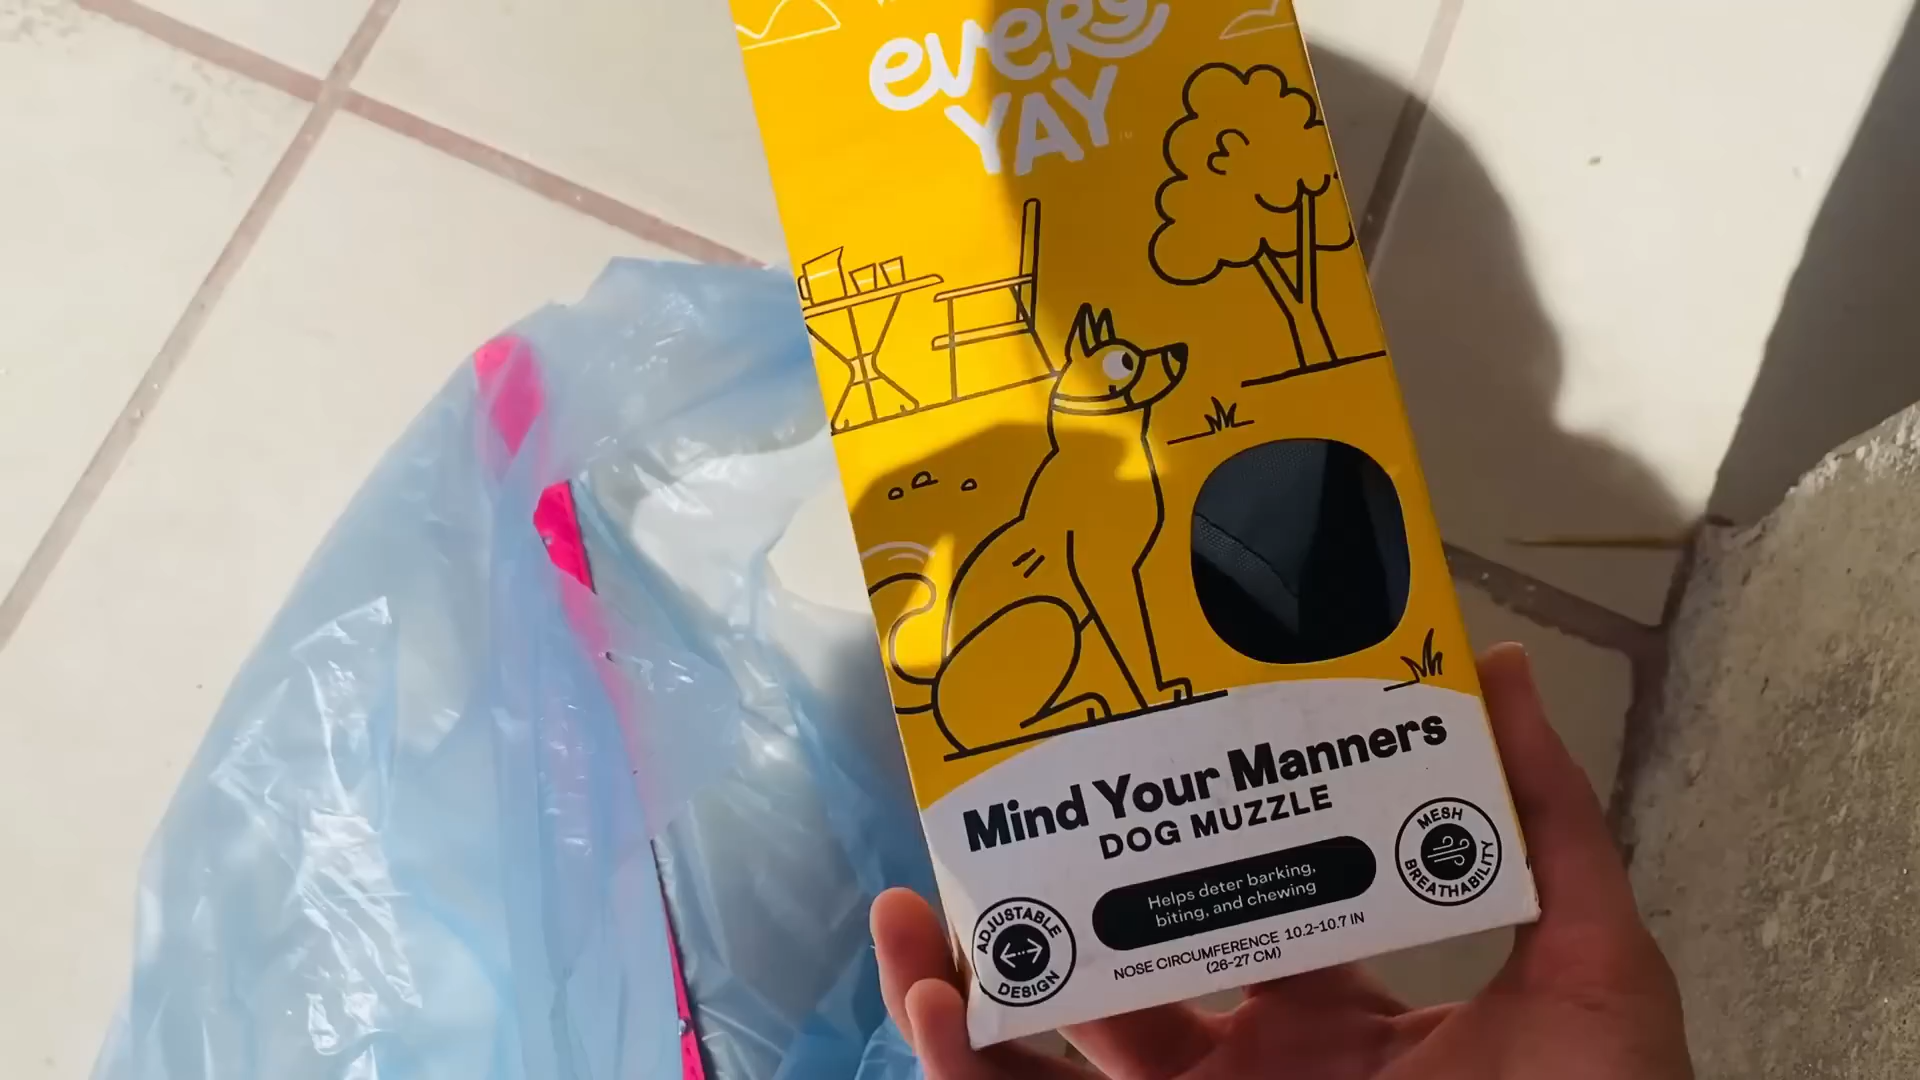 every
YAY
Mind Your Manners
DOG MUZZLE
Helps deter barking,
biting, and chewing
NOSE CIRCUMFERENCE 10.2-10.7 IN
(26-27 CM)
ADJUSTABLE
DESIGN
MESH
BREATHABILITY